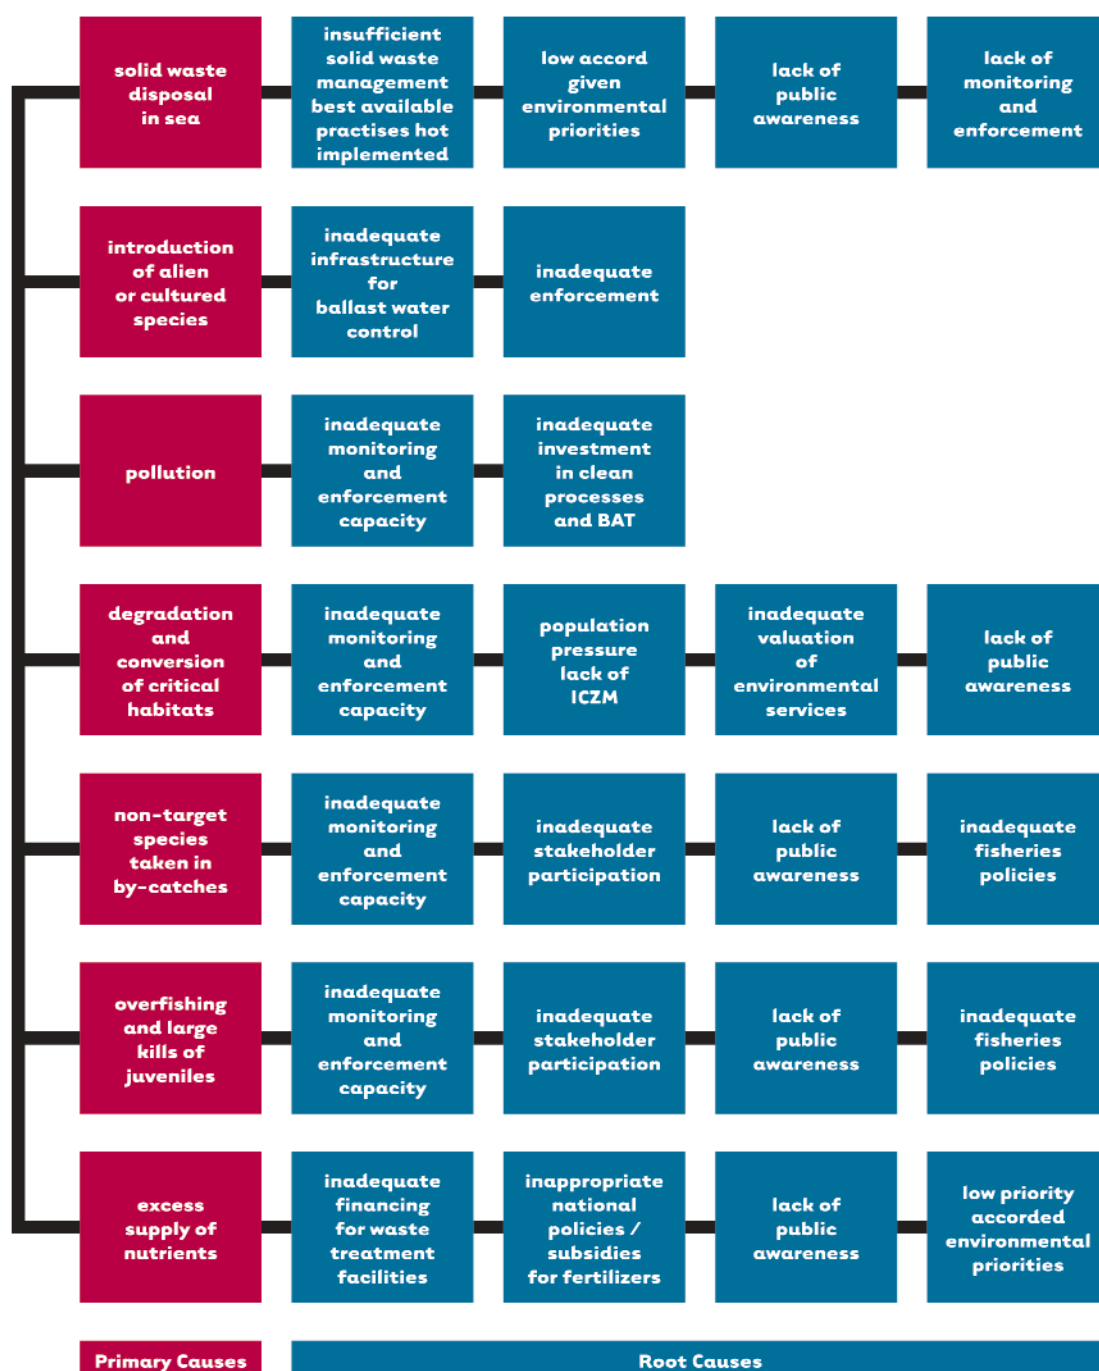 solid waste
disposal
in sea
insufficient
solid waste
management
best available
practises hot
implemented
low accord
given
environmental
priorities
lack of
public
awareness
lack of
monitoring
and
enforcement
introduction
of alien
or cultured
species
inadequate
infrastructure
for
ballast water
control
inadequate
enforcement
pollution
inadequate
monitoring
and
enforcement
capacity
inadequate
investment
in clean
processes
and BAT
degradation
and
conversion
of critical
habitats
inadequate
monitoring
and
enforcement
capacity
population
pressure
lack of
ICZM
inadequate
valuation
of
environmental
services
lack of
public
awareness
non-target
species
taken in
by-catches
inadequate
monitoring
and
enforcement
capacity
inadequate
stakeholder
participation
lack of
public
awareness
inadequate
fisheries
policies
overfishing
and large
kills of
juveniles
inadequate
monitoring
and
enforcement
capacity
inadequate
stakeholder
participation
lack of
public
awareness
inadequate
fisheries
policies
excess
supply of
nutrients
inadequate
financing
for waste
treatment
facilities
inappropriate
national
policies /
subsidies
for fertilizers
lack of
public
awareness
low priority
accorded
environmental
priorities
Primary Causes
Root Causes